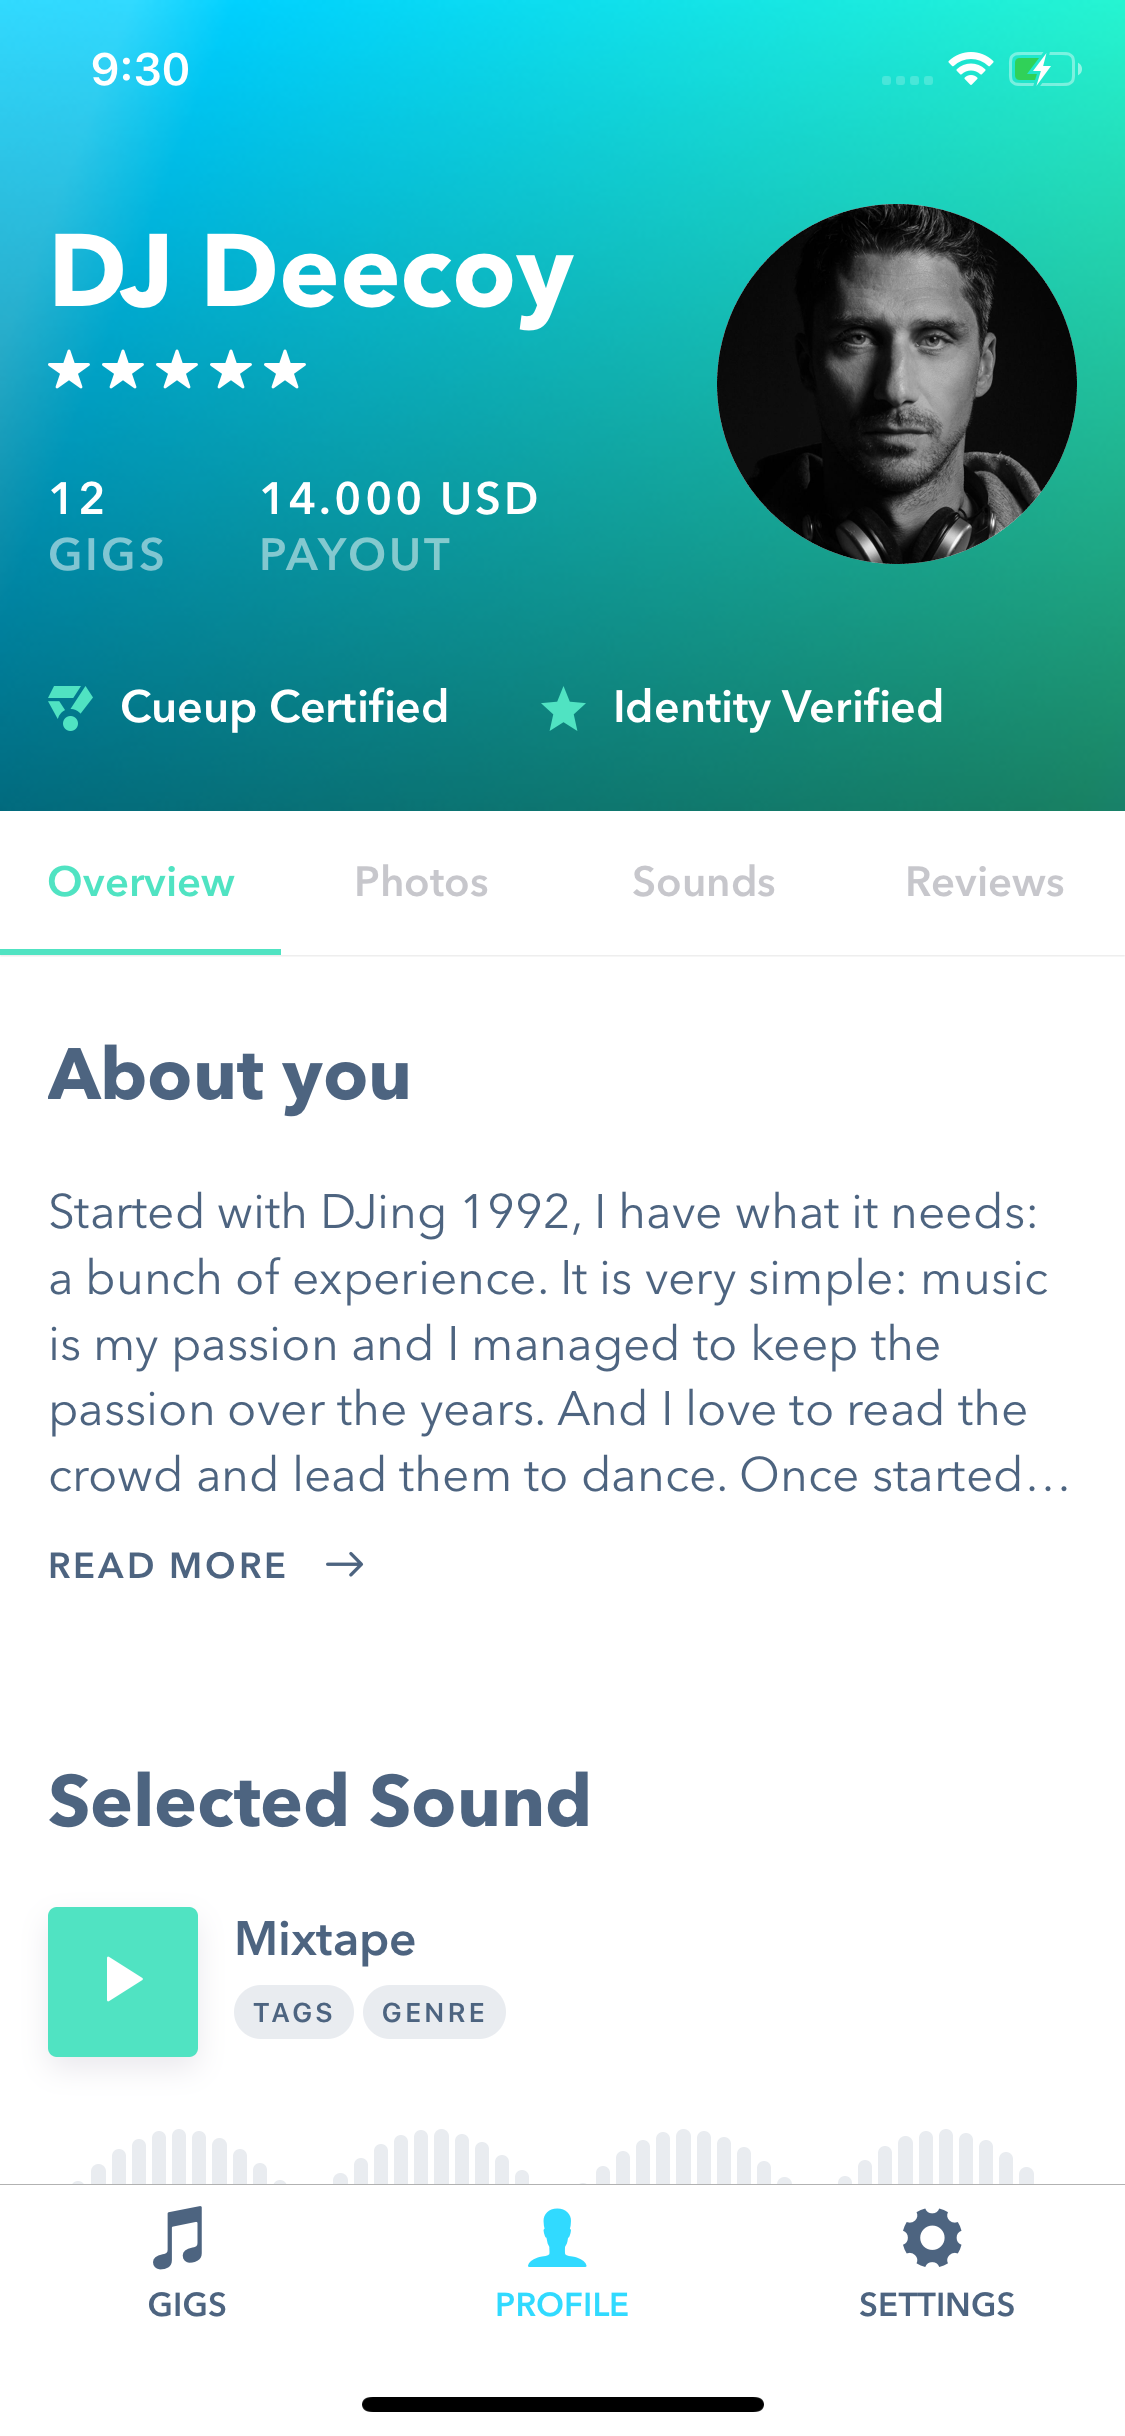 9:30
DJ Deecoy
12
14.000 USD
GIGS
PAYOUT
Cueup Certified
Identity Verified
Overview
Photos
Sounds
Reviews
About you
Started with DJing 1992, I have what it needs:
a bunch of experience. It is very simple: music
is my passion and I managed to keep the
passion over the years. And I love to read the
crowd and lead them to dance. Once started…
READ MORE →
Selected Sound
Mixtape
TAGS
GENRE
GIGS
PROFILE
SETTINGS